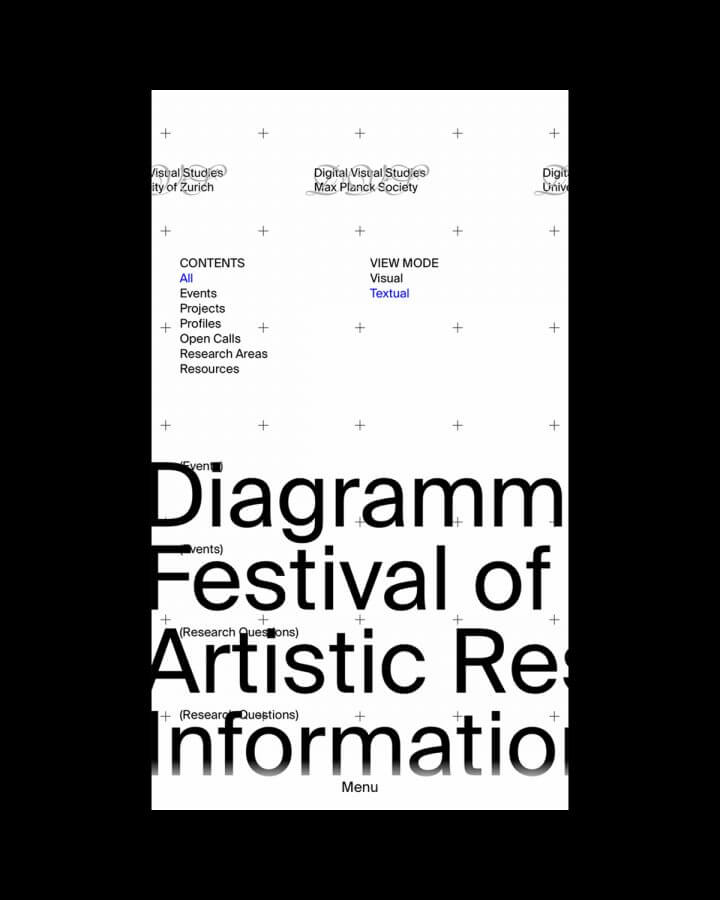 Visual Studies
ity of Zurich
Digital Visual Studies
Max Planck Society
Digit
Unive
CONTENTS
All
Events
Projects
Profiles
Open Calls
Research Areas
Resources
VIEW MODE
Visual
Textual
(Events)
Diagramm
(Events)
Festival of
(Research Questions)
Artistic Res
(Research Questions)
Information
Menu